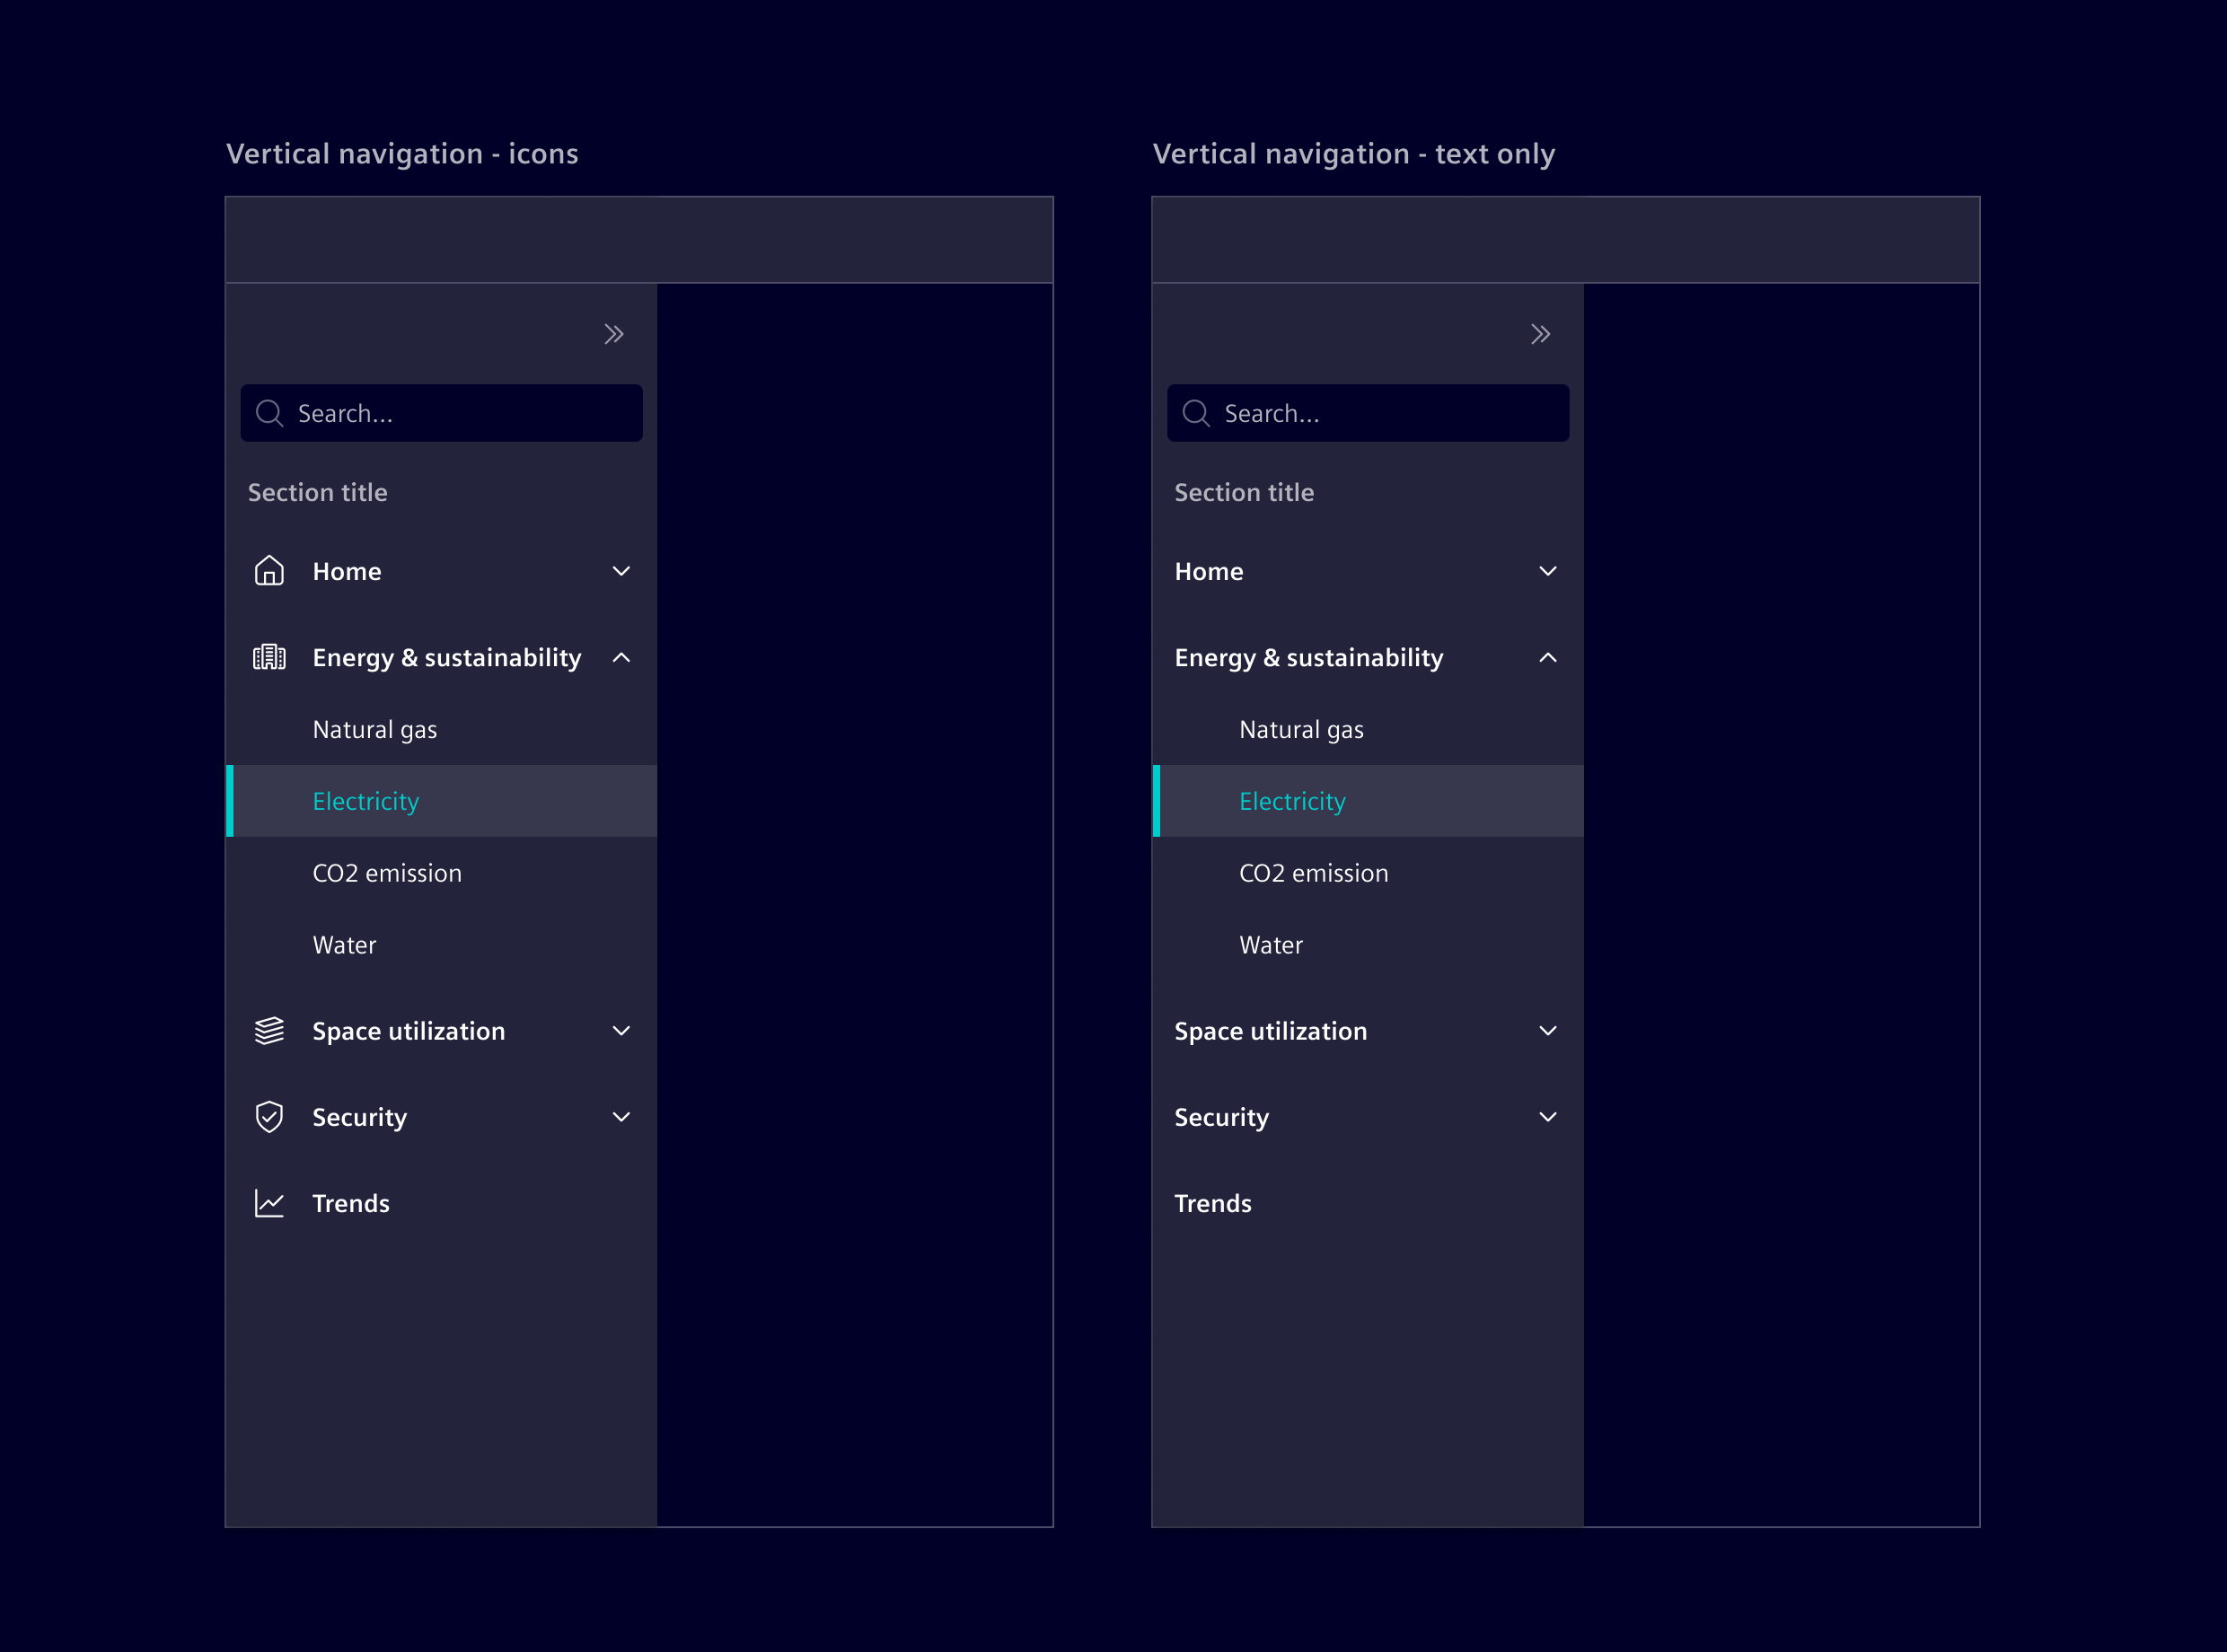 Vertical navigation - icons
Search...
Section title
Home
Energy & sustainability
Natural gas
Electricity
CO2 emission
Water
Space utilization
Security
Trends
Vertical navigation - text only
Search...
Section title
Home
Energy & sustainability
Natural gas
Electricity
CO2 emission
Water
Space utilization
Security
Trends